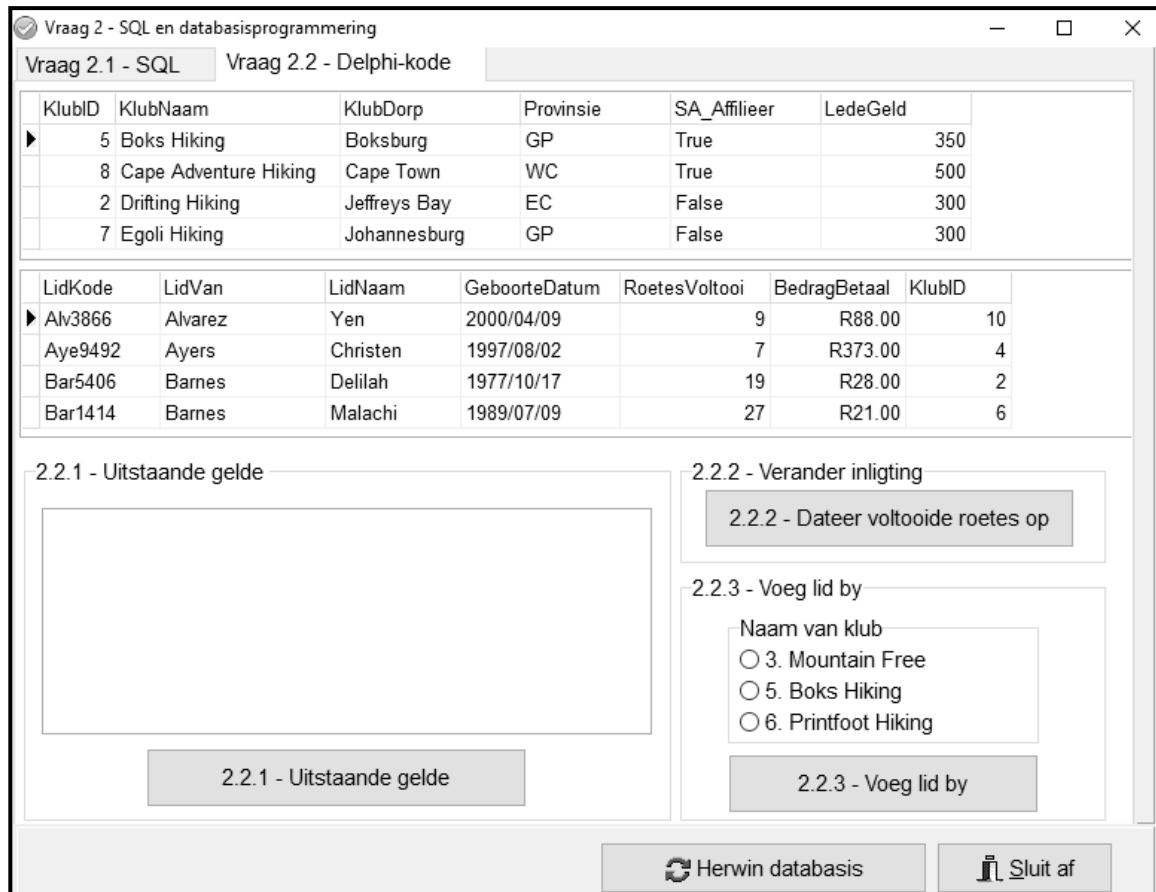 Vraag 2 - SQL en databasisprogrammering
Vraag 2.1 - SQL Vraag 2.2 - Delphi-kode
KlubID KlubNaam KlubDorp Provinsie SA_Affilieer LedeGeld
5 Boks Hiking Boksburg GP True 350
8 Cape Adventure Hiking Cape Town WC True 500
2 Drifting Hiking Jeffreys Bay EC False 300
7 Egoli Hiking Johannesburg GP False 300
LidKode LidVan LidNaam GeboorteDatum RoetesVoltooi BedragBetaal KlubID
Alv3866 Alvarez Yen 2000/04/09 9 R88.00 10
Aye9492 Ayers Christen 1997/08/02 7 R373.00 4
Bar5406 Barnes Delilah 1977/10/17 19 R28.00 2
Bar1414 Barnes Malachi 1989/07/09 27 R21.00 6
2.2.1 - Uitstaande gelde
2.2.1 - Uitstaande gelde
2.2.2 - Verander inligting
2.2.2 - Dateer voltooide roetes op
2.2.3 - Voeg lid by
Naam van klub
3. Mountain Free
5. Boks Hiking
6. Printfoot Hiking
2.2.3 - Voeg lid by
Herwin databasis
Sluit af